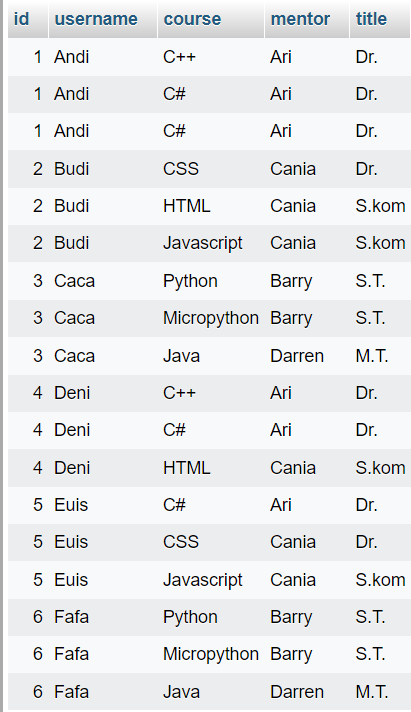 id username course mentor title
1 Andi C++ Ari Dr.
1 Andi C# Ari Dr.
1 Andi C# Ari Dr.
2 Budi CSS Cania Dr.
2 Budi HTML Cania S.kom
2 Budi Javascript Cania S.kom
3 Caca Python Barry S.T.
3 Caca Micropython Barry S.T.
3 Caca Java Darren M.T.
4 Deni C++ Ari Dr.
4 Deni C# Ari Dr.
4 Deni HTML Cania S.kom
5 Euis C# Ari Dr.
5 Euis CSS Cania Dr.
5 Euis Javascript Cania S.kom
6 Fafa Python Barry S.T.
6 Fafa Micropython Barry S.T.
6 Fafa Java Darren M.T.